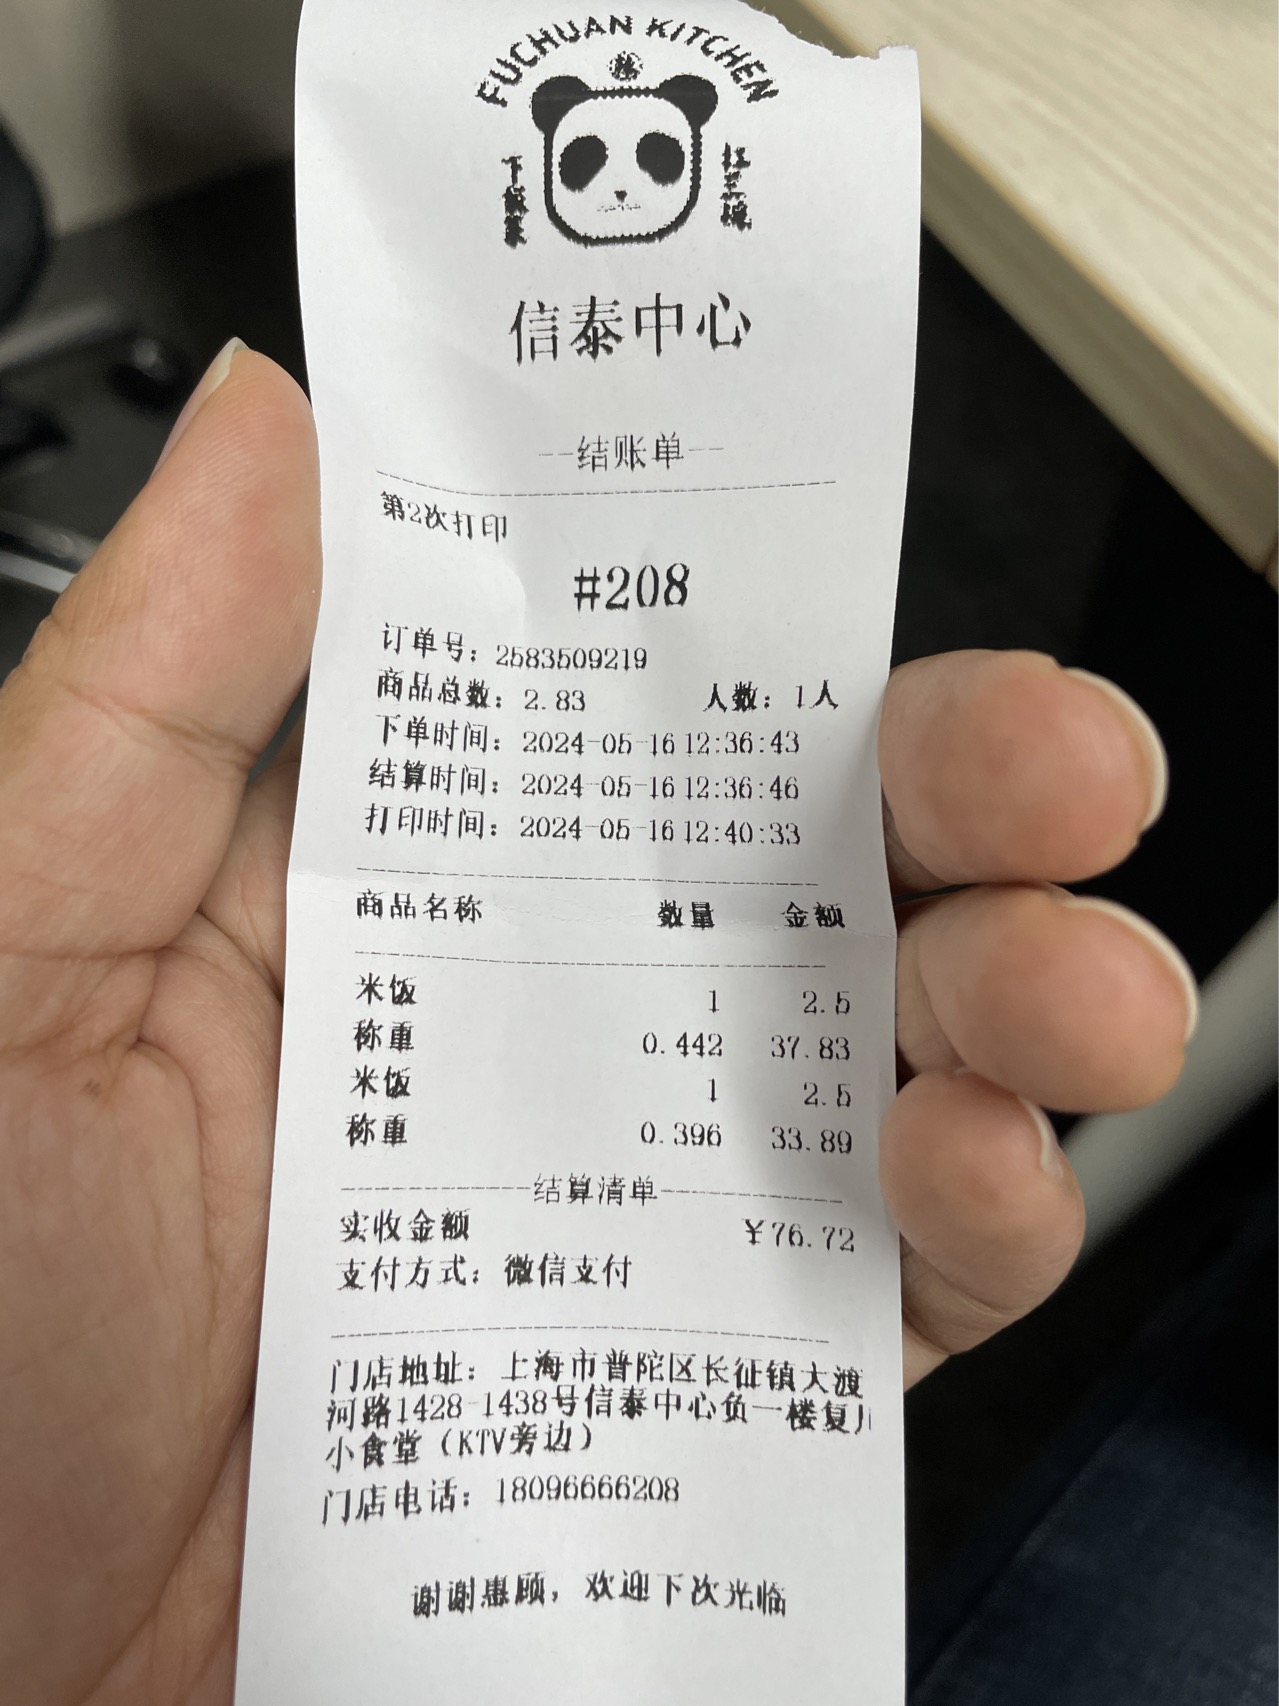 FUCHUAN KITCHEN
下饭菜
扛三碗
信泰中心
--结账单--
第2次打印
#208
订单号：2583509219
商品总数：2.83 人数：1人
下单时间：2024-05-16 12:36:43
结算时间：2024-05-16 12:36:46
打印时间：2024-05-16 12:40:33
商品名称 数量 金额
米饭 1 2.5
称重 0.442 37.83
米饭 1 2.5
称重 0.396 33.89
结算清单
实收金额 ￥76.72
支付方式：微信支付
门店地址：上海市普陀区长征镇大渡
河路1428-1438号信泰中心负一楼复川
小食堂（KTV旁边）
门店电话：18096666208
谢谢惠顾，欢迎下次光临